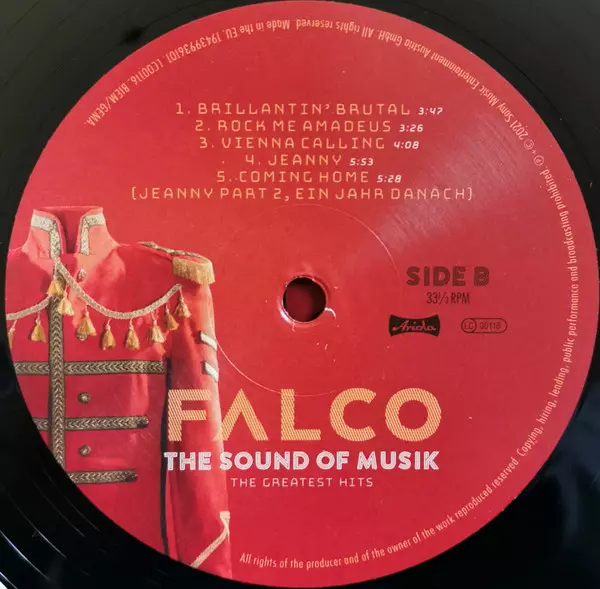 1. BRILLANTIN' BRUTAL 3:47
2. ROCK ME AMADEUS 3:26
3. VIENNA CALLING 4:08
4. JEANNY 5:53
5. COMING HOME 5:28
(JEANNY PART 2, EIN JAHR DANACH)
SIDE B
33⅓ RPM
Ariola
LC 00116
FALCO
THE SOUND OF MUSIK
THE GREATEST HITS
℗ + © 2021 Sony Music Entertainment Austria GmbH. All rights reserved. Made in the EU. 19439993610. LC00116. BIEM/GEMA.
All rights of the producer and of the owner of the work reproduced reserved. Copying, hiring, lending, public performance and broadcasting prohibited.